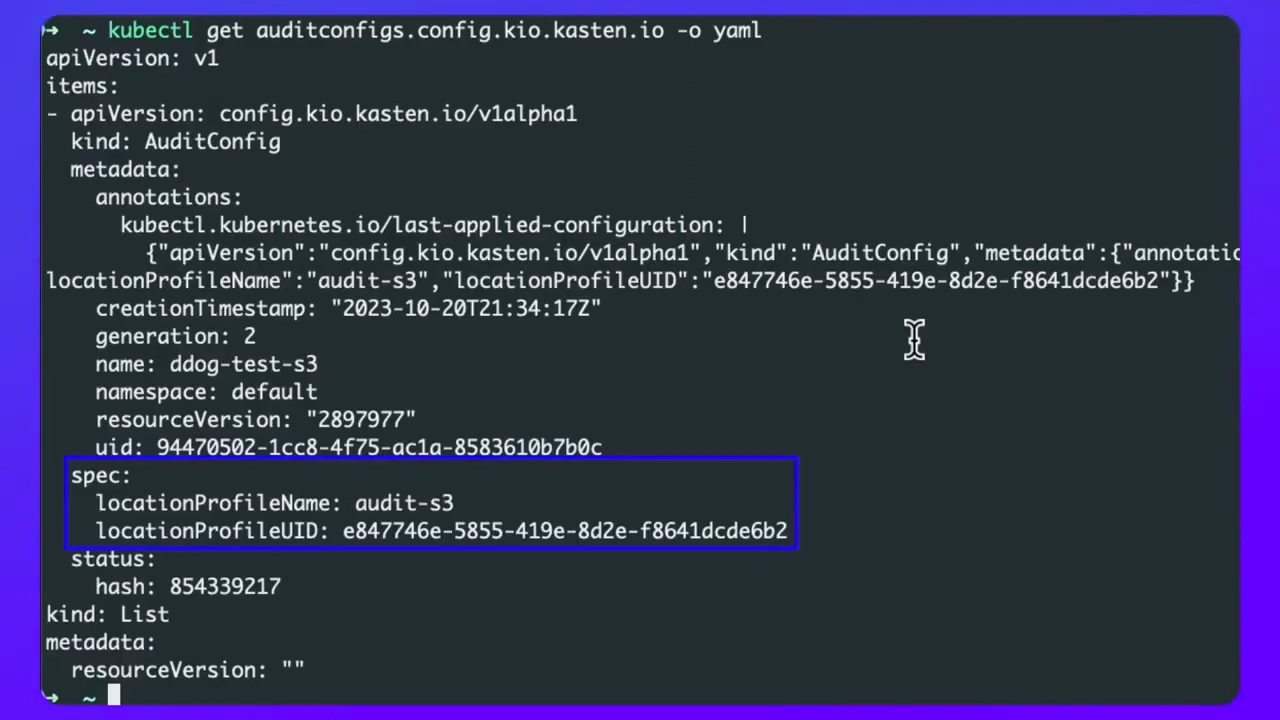 ➜  ~ kubectl get auditconfigs.config.kio.kasten.io -o yaml
apiVersion: v1
items:
- apiVersion: config.kio.kasten.io/v1alpha1
  kind: AuditConfig
  metadata:
    annotations:
      kubectl.kubernetes.io/last-applied-configuration: |
        {"apiVersion":"config.kio.kasten.io/v1alpha1","kind":"AuditConfig","metadata":{"annotatic
locationProfileName":"audit-s3","locationProfileUID":"e847746e-5855-419e-8d2e-f8641dcde6b2"}}
    creationTimestamp: "2023-10-20T21:34:17Z"
    generation: 2
    name: ddog-test-s3
    namespace: default
    resourceVersion: "2897977"
    uid: 94470502-1cc8-4f75-ac1a-8583610b7b0c
  spec:
    locationProfileName: audit-s3
    locationProfileUID: e847746e-5855-419e-8d2e-f8641dcde6b2
  status:
    hash: 854339217
kind: List
metadata:
  resourceVersion: ""
➜  ~